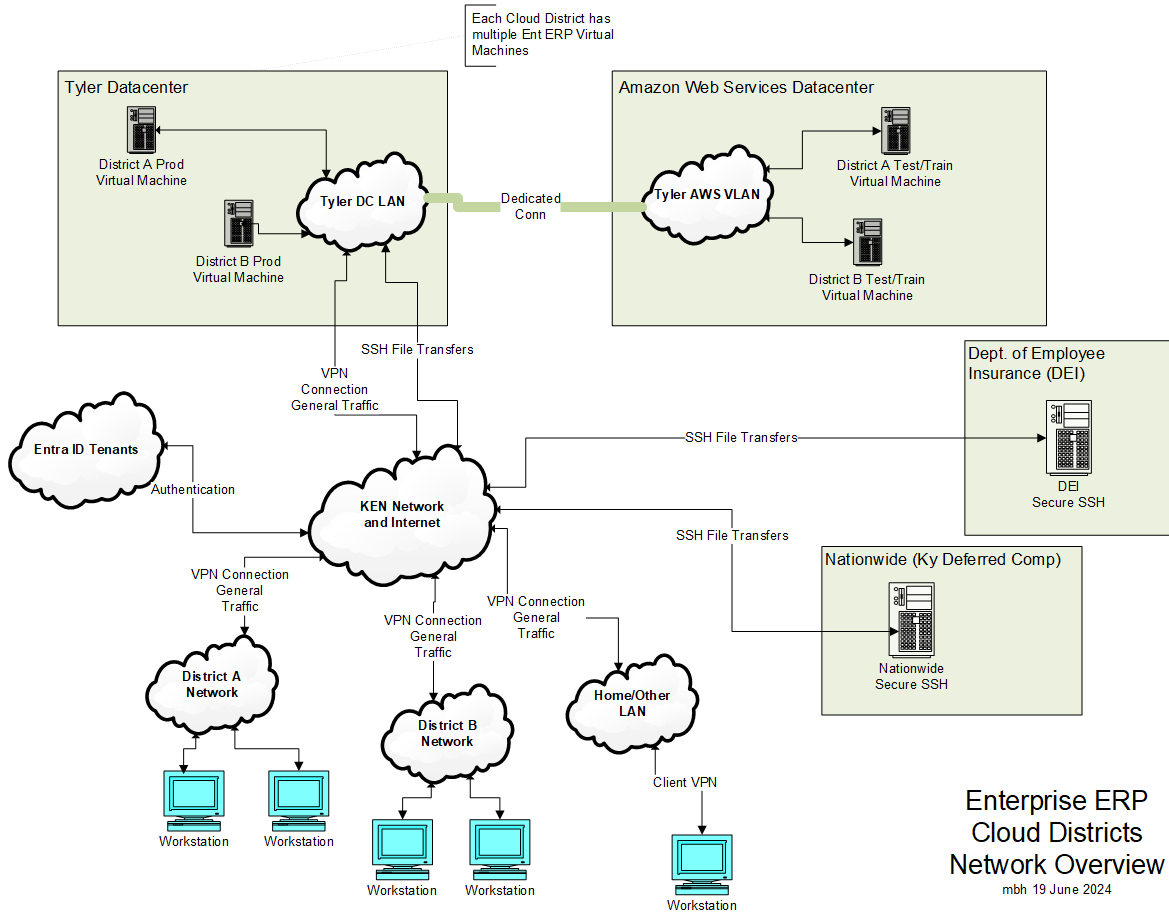 Each Cloud District has
multiple Ent ERP Virtual
Machines
Tyler Datacenter
District A Prod
Virtual Machine
Tyler DC LAN
District B Prod
Virtual Machine
Dedicated
Conn
Amazon Web Services Datacenter
District A Test/Train
Virtual Machine
Tyler AWS VLAN
District B Test/Train
Virtual Machine
SSH File Transfers
VPN
Connection
General Traffic
Dept. of Employee
Insurance (DEI)
DEI
Secure SSH
SSH File Transfers
Entra ID Tenants
Authentication
KEN Network
and Internet
SSH File Transfers
Nationwide (Ky Deferred Comp)
Nationwide
Secure SSH
VPN Connection
General
Traffic
VPN Connection
General
Traffic
VPN Connection
General
Traffic
District A
Network
District B
Network
Home/Other
LAN
Client VPN
Workstation
Workstation
Workstation
Workstation
Workstation
Enterprise ERP
Cloud Districts
Network Overview
mbh 19 June 2024